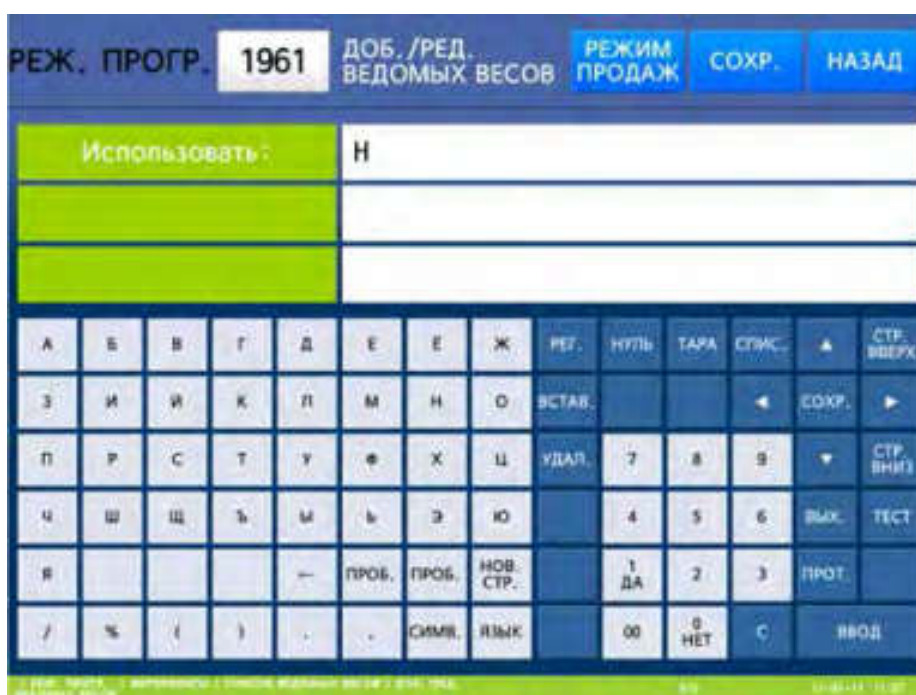 РЕЖ. ПРОГР. 1961 ДОБ./РЕД. ВЕДОМЫХ ВЕСОВ РЕЖИМ ПРОДАЖ СОХР. НАЗАД
Использовать: Н
А Б В Г Д Е Ё Ж РЕГ. НУЛЬ ТАРА СПИС. ▲ СТР. ВВЕРХ
З И Й К Л М Н О ВСТАВ. ◄ СОХР. ►
П Р С Т У Ф Х Ц УДАЛ. 7 8 9 ▼ СТР. ВНИЗ
Ч Ш Щ Ъ Ы Ь Э Ю 4 5 6 ВЫХ. ТЕСТ
Я ← ПРОБ. ПРОБ. НОВ. СТР. 1 ДА 2 3 ПРОТ.
/ % ( ) . , СИМВ. ЯЗЫК 00 0 НЕТ C ВВОД